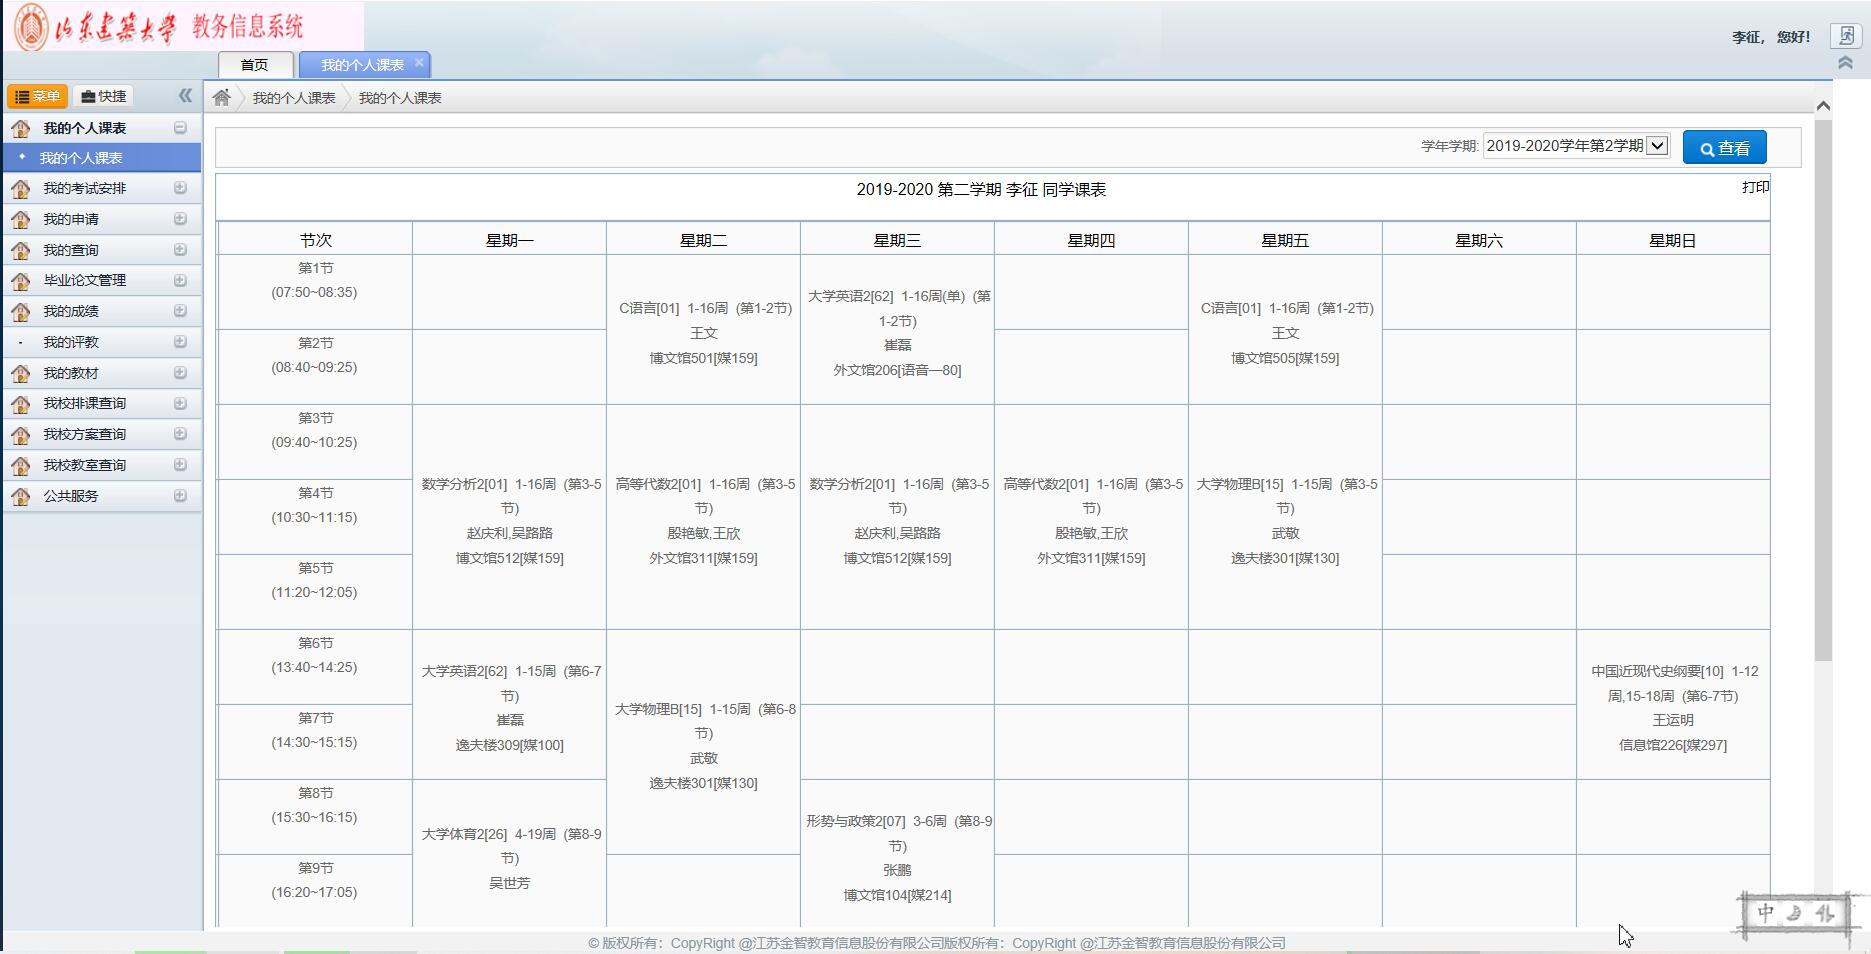 山东建筑大学 教务信息系统
李征， 您好！
首页 我的个人课表
菜单 快捷
我的个人课表 我的个人课表
我的个人课表
我的个人课表
我的考试安排
我的申请
我的查询
毕业论文管理
我的成绩
我的评教
我的教材
我校排课查询
我校方案查询
我校教室查询
公共服务
学年学期: 2019-2020学年第2学期 查看
2019-2020 第二学期 李征 同学课表
打印
节次 星期一 星期二 星期三 星期四 星期五 星期六 星期日
第1节
(07:50~08:35)
第2节
(08:40~09:25)
C语言[01] 1-16周 (第1-2节)
王文
博文馆501[媒159]
大学英语2[62] 1-16周(单) (第
1-2节)
崔磊
外文馆206[语音—80]
C语言[01] 1-16周 (第1-2节)
王文
博文馆505[媒159]
第3节
(09:40~10:25)
第4节
(10:30~11:15)
第5节
(11:20~12:05)
数学分析2[01] 1-16周 (第3-5
节)
赵庆利,吴路路
博文馆512[媒159]
高等代数2[01] 1-16周 (第3-5
节)
殷艳敏,王欣
外文馆311[媒159]
数学分析2[01] 1-16周 (第3-5
节)
赵庆利,吴路路
博文馆512[媒159]
高等代数2[01] 1-16周 (第3-5
节)
殷艳敏,王欣
外文馆311[媒159]
大学物理B[15] 1-15周 (第3-5
节)
武敬
逸夫楼301[媒130]
第6节
(13:40~14:25)
第7节
(14:30~15:15)
大学英语2[62] 1-15周 (第6-7
节)
崔磊
逸夫楼309[媒100]
大学物理B[15] 1-15周 (第6-8
节)
武敬
逸夫楼301[媒130]
中国近现代史纲要[10] 1-12
周,15-18周 (第6-7节)
王运明
信息馆226[媒297]
第8节
(15:30~16:15)
第9节
(16:20~17:05)
大学体育2[26] 4-19周 (第8-9
节)
吴世芳
形势与政策2[07] 3-6周 (第8-9
节)
张鹏
博文馆104[媒214]
中
© 版权所有：CopyRight @江苏金智教育信息股份有限公司版权所有：CopyRight @江苏金智教育信息股份有限公司